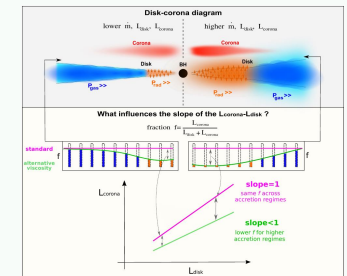 Disk-corona diagram
lower ṁ, L_disk, L_corona
higher ṁ, L_disk, L_corona
Corona
Corona
Disk
BH
Disk
P_gas >>
P_rad >>
P_rad >>
P_gas >>
What influences the slope of the L_corona-L_disk ?
fraction f= L_corona / L_disk + L_corona
standard
alternative
viscosity
f
f
L_corona
slope=1
same f across
accretion regimes
slope<1
lower f for higher
accretion regimes
L_disk